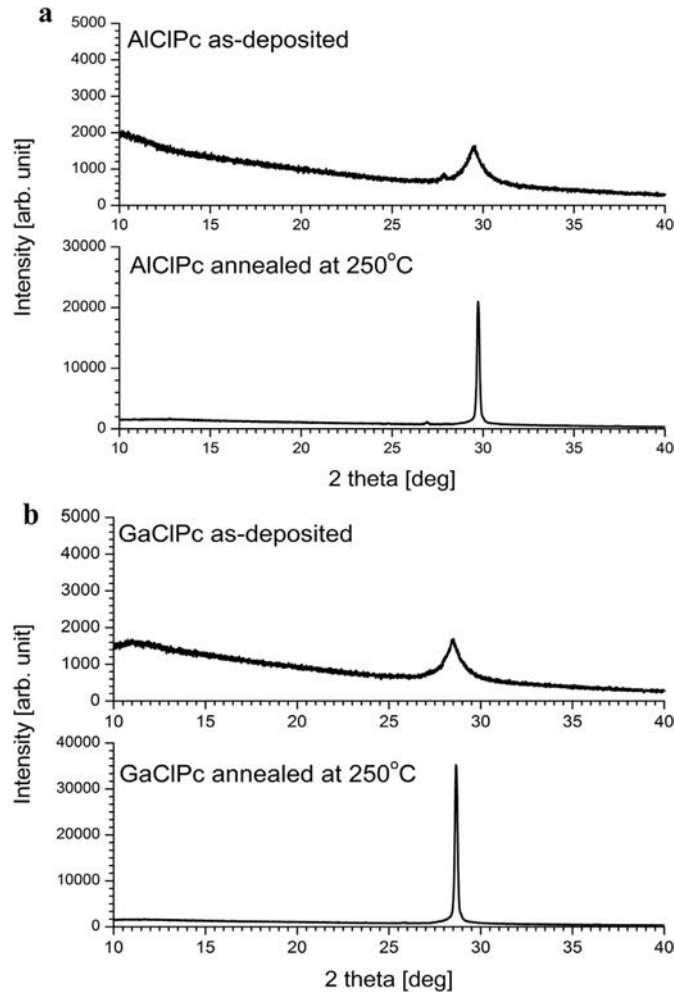 a
AlClPc as-deposited
5000
4000
3000
2000
1000
0
10 15 20 25 30 35 40
AlClPc annealed at 250°C
30000
20000
10000
0
10 15 20 25 30 35 40
Intensity [arb. unit]
2 theta [deg]
b
GaClPc as-deposited
5000
4000
3000
2000
1000
0
10 15 20 25 30 35 40
GaClPc annealed at 250°C
40000
30000
20000
10000
0
10 15 20 25 30 35 40
Intensity [arb. unit]
2 theta [deg]